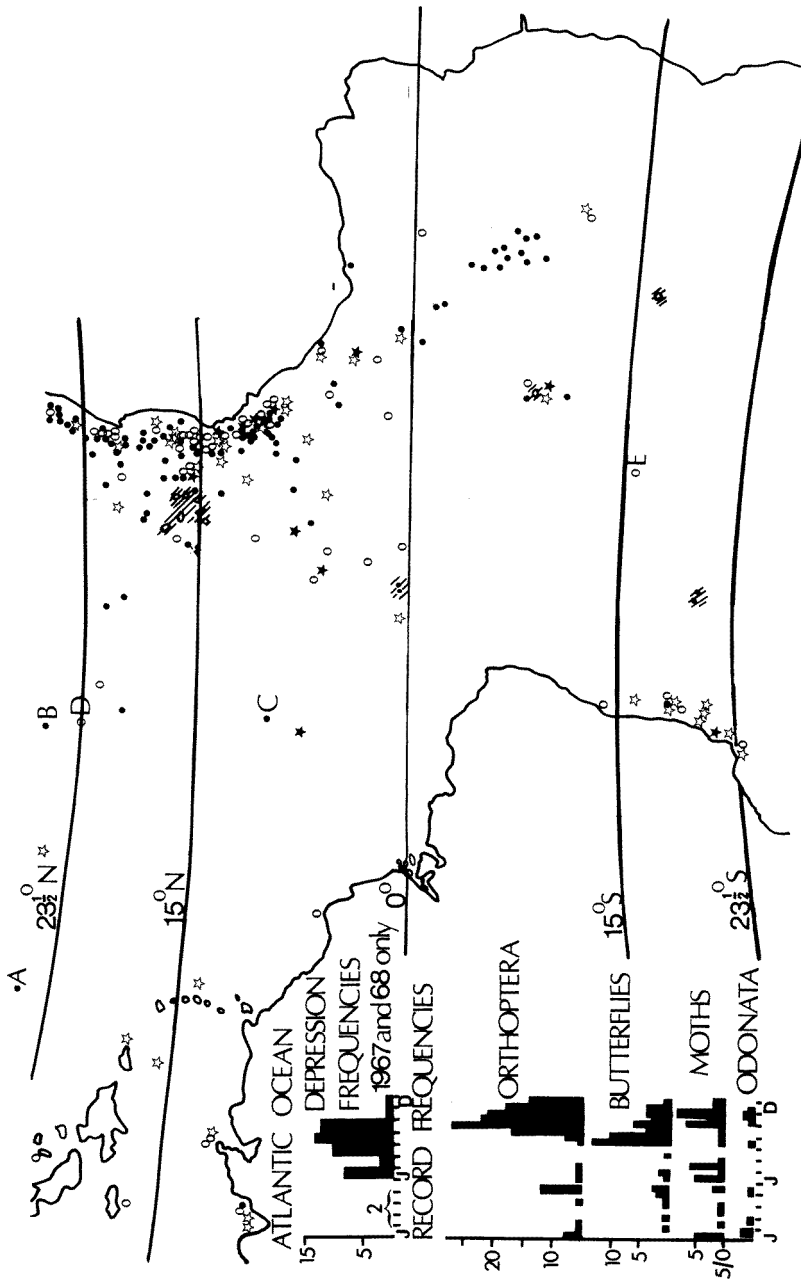 A
B
23½° N
D
15° N
C
0°
15° S
E
23½° S
ATLANTIC OCEAN
DEPRESSION
FREQUENCIES
1967 and 68 only
15
5
2
J
J
D
RECORD FREQUENCIES
ORTHOPTERA
20
10
BUTTERFLIES
10
5
MOTHS
5
ODONATA
5/0
J
J
D